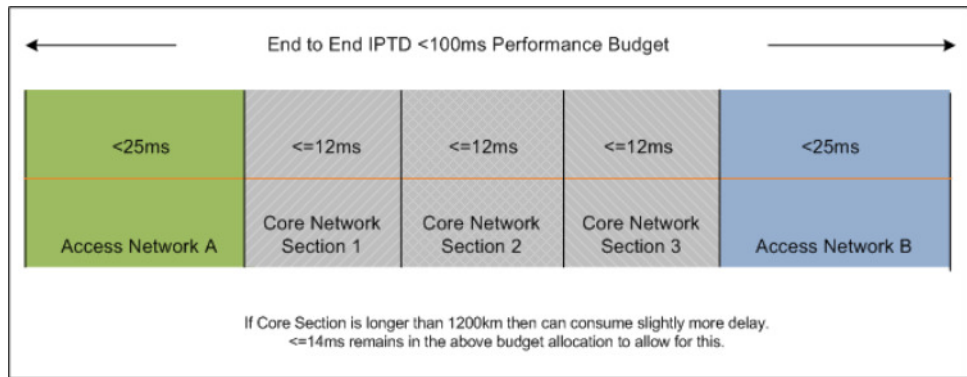 End to End IPTD <100ms Performance Budget
<25ms
<=12ms
<=12ms
<=12ms
<25ms
Access Network A
Core Network
Section 1
Core Network
Section 2
Core Network
Section 3
Access Network B
If Core Section is longer than 1200km then can consume slightly more delay.
<=14ms remains in the above budget allocation to allow for this.